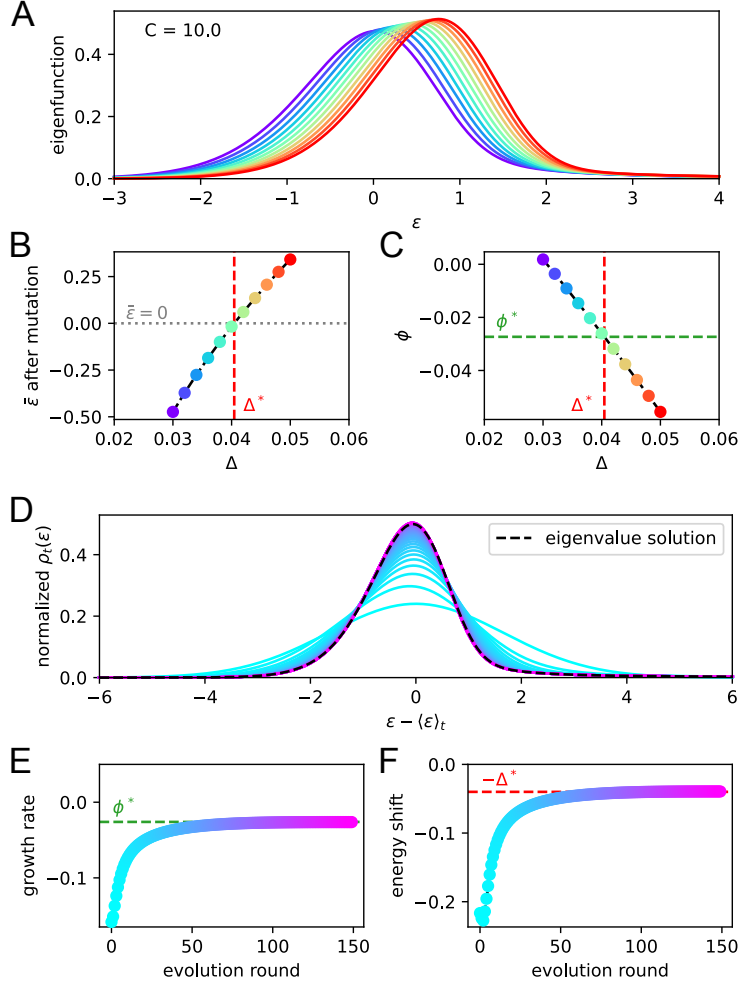 A
C = 10.0
eigenfunction
0.4
0.2
0.0
−3 −2 −1 0 1 2 3 4
ε
B
ε̄ after mutation
0.25
0.00
−0.25
−0.50
ε̄ = 0
Δ*
0.02 0.03 0.04 0.05 0.06
Δ
C
ϕ
0.00
−0.02
−0.04
ϕ*
Δ*
0.02 0.03 0.04 0.05 0.06
Δ
D
normalized ρₜ(ε)
0.4
0.2
0.0
eigenvalue solution
−6 −4 −2 0 2 4 6
ε − ⟨ε⟩ₜ
E
growth rate
0.0
−0.1
ϕ*
0 50 100 150
evolution round
F
energy shift
0.0
−0.1
−0.2
−Δ*
0 50 100 150
evolution round